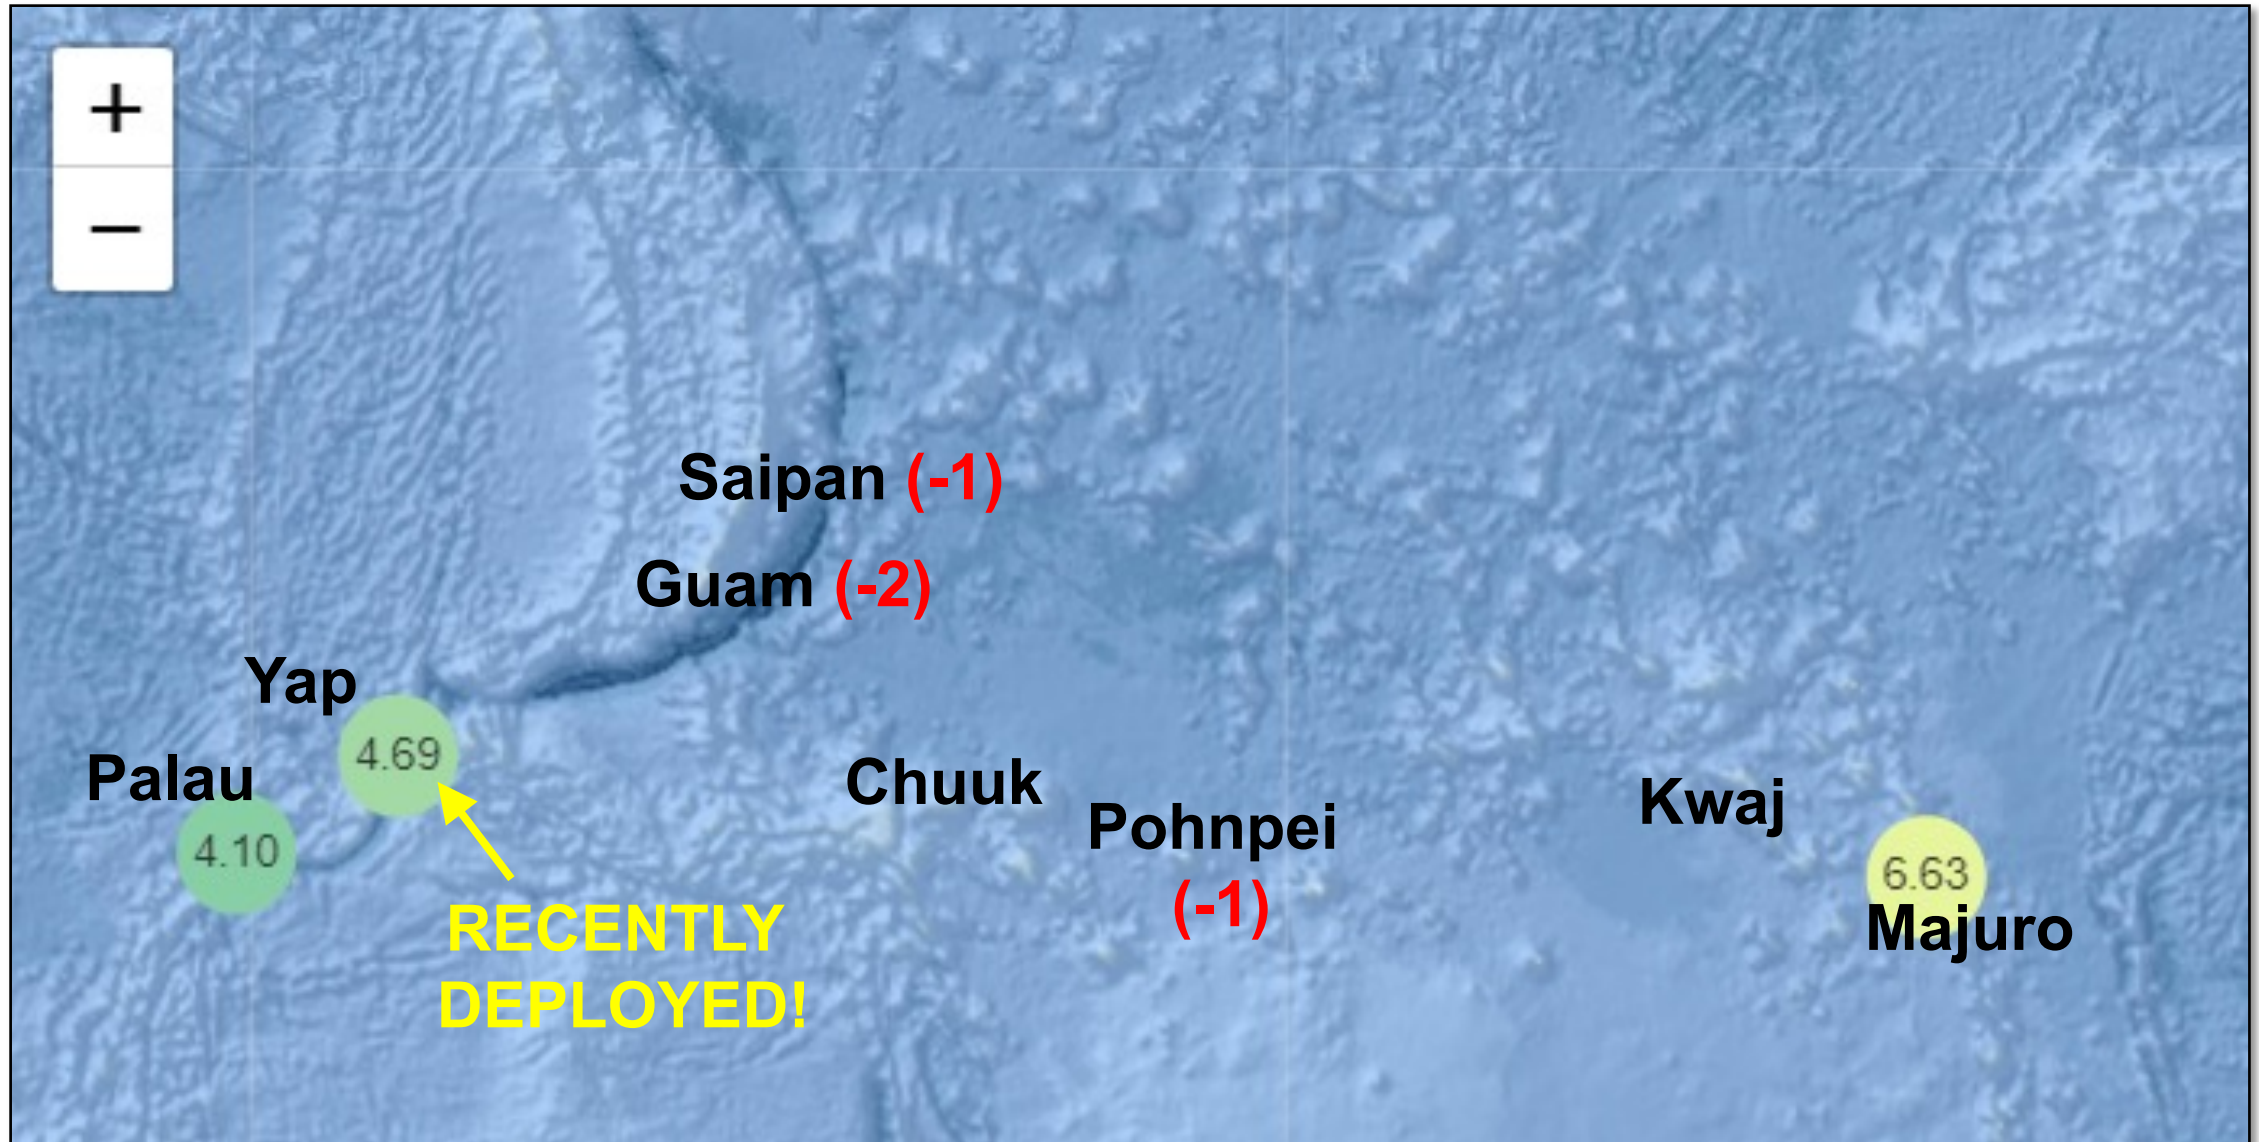 +
−
Saipan (-1)
Guam (-2)
Yap
4.69
Palau
4.10
RECENTLY
DEPLOYED!
Chuuk
Pohnpei
(-1)
Kwaj
6.63
Majuro